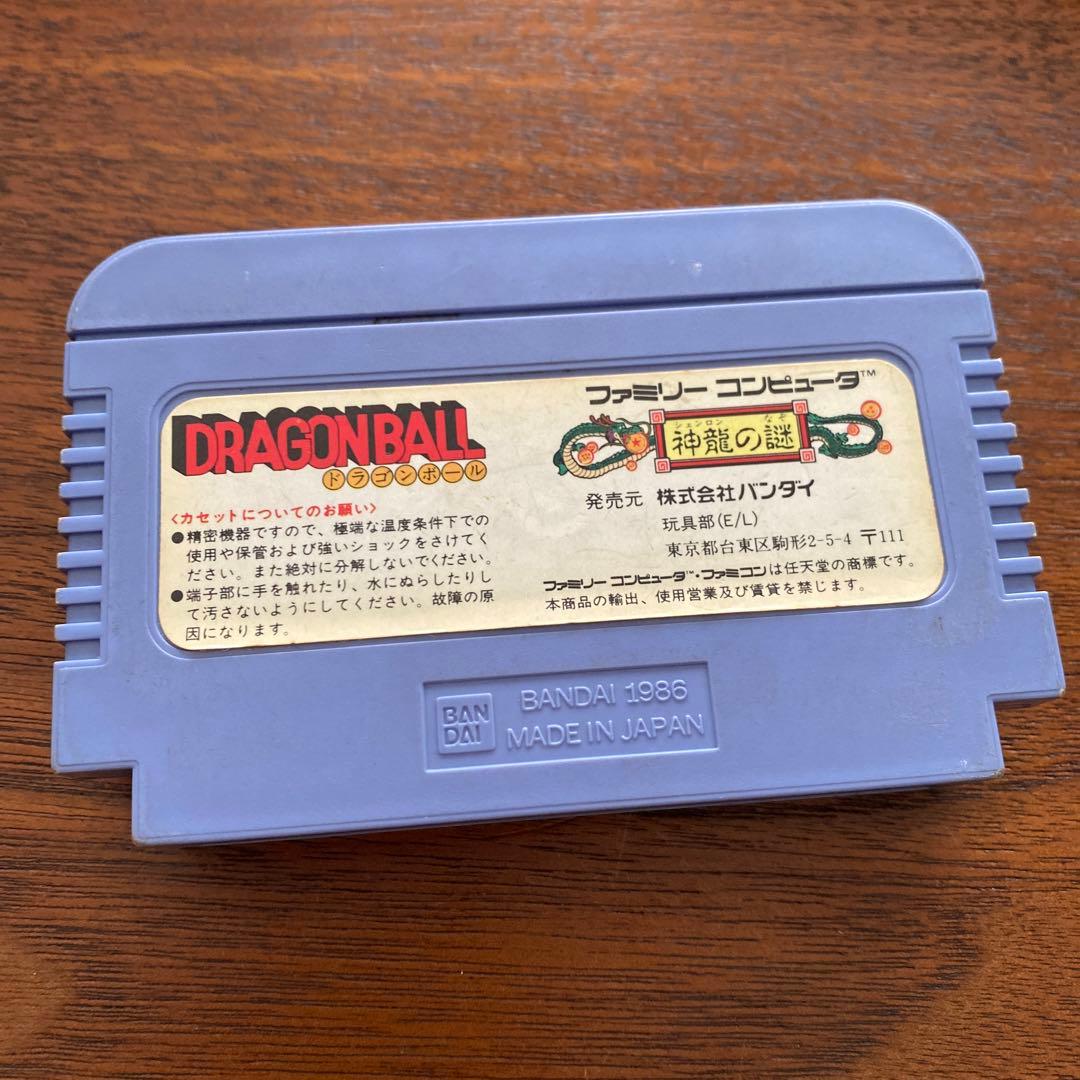 DRAGON BALL
ドラゴンボール
〈カセットについてのお願い〉
●精密機器ですので、極端な温度条件下での
使用や保管および強いショックをさけてく
ださい。また絶対に分解しないでください。
●端子部に手を触れたり、水にぬらしたりし
て汚さないようにしてください。故障の原
因になります。
ファミリー コンピュータ™
シェンロン なぞ
神龍の謎
発売元 株式会社バンダイ
玩具部(E/L)
東京都台東区駒形2-5-4 〒111
ファミリー コンピュータ™・ファミコンは任天堂の商標です。
本商品の輸出、使用営業及び賃貸を禁じます。
BAN
DAI
BANDAI 1986
MADE IN JAPAN